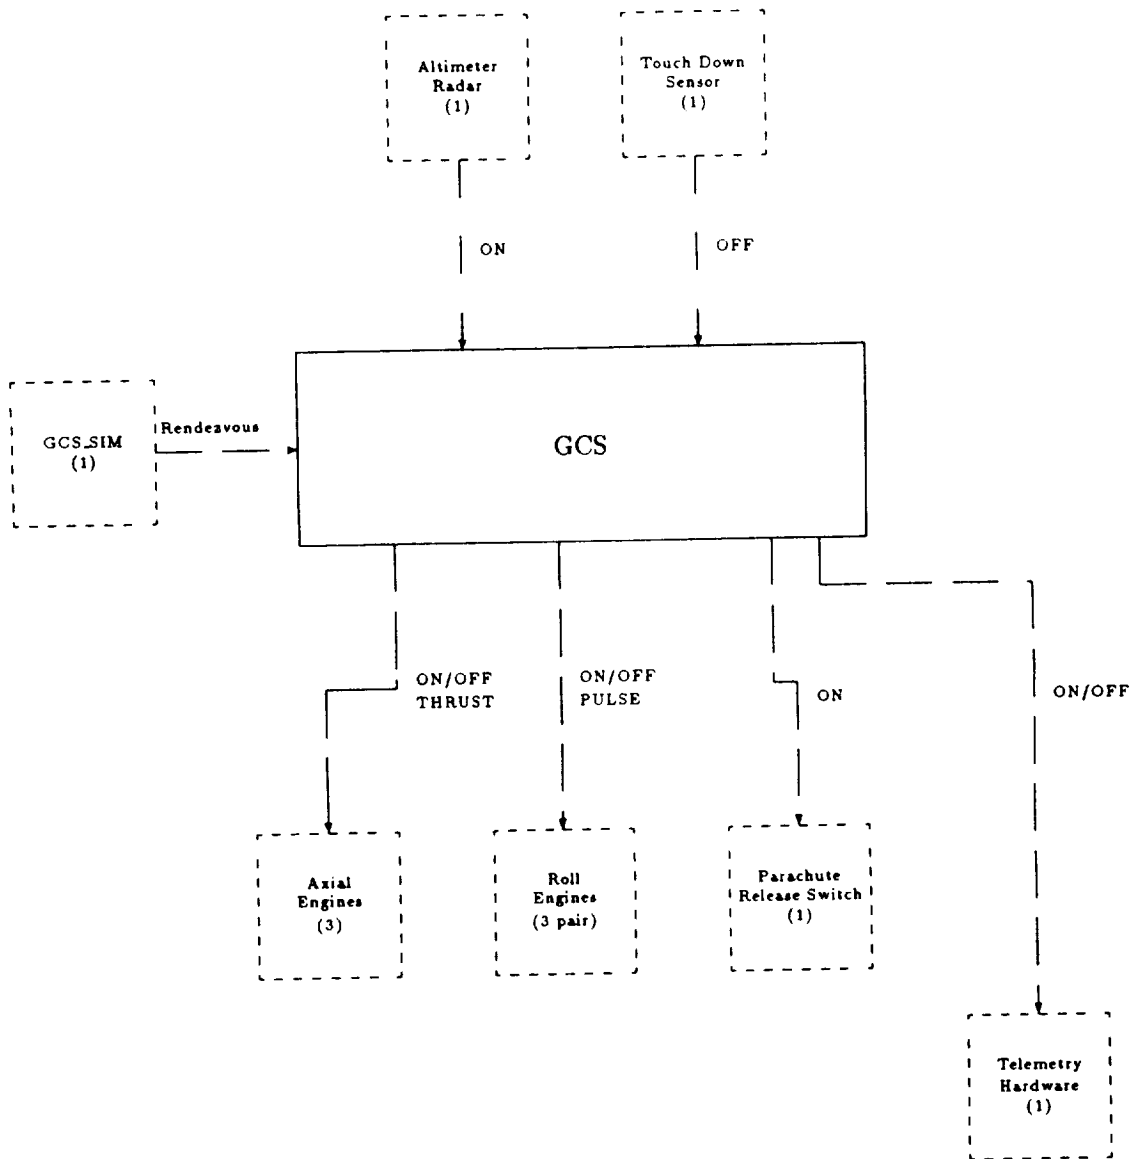 Altimeter
Radar
(1)
Touch Down
Sensor
(1)
ON
OFF
GCS_SIM
(1)
Rendeavous
GCS
ON/OFF
THRUST
ON/OFF
PULSE
ON
ON/OFF
Axial
Engines
(3)
Roll
Engines
(3 pair)
Parachute
Release Switch
(1)
Telemetry
Hardware
(1)